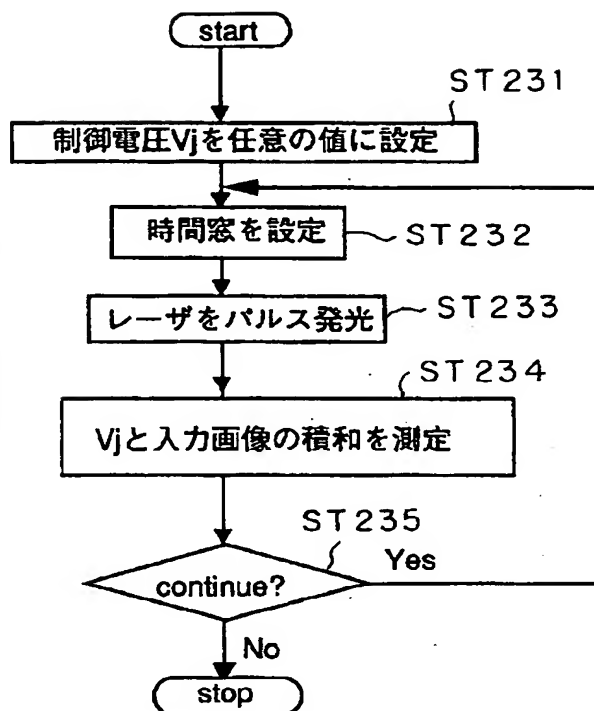 start
ST231
制御電圧Vjを任意の値に設定
時間窓を設定
ST232
レーザをパルス発光
ST233
ST234
Vjと入力画像の積和を測定
ST235
continue?
Yes
No
stop